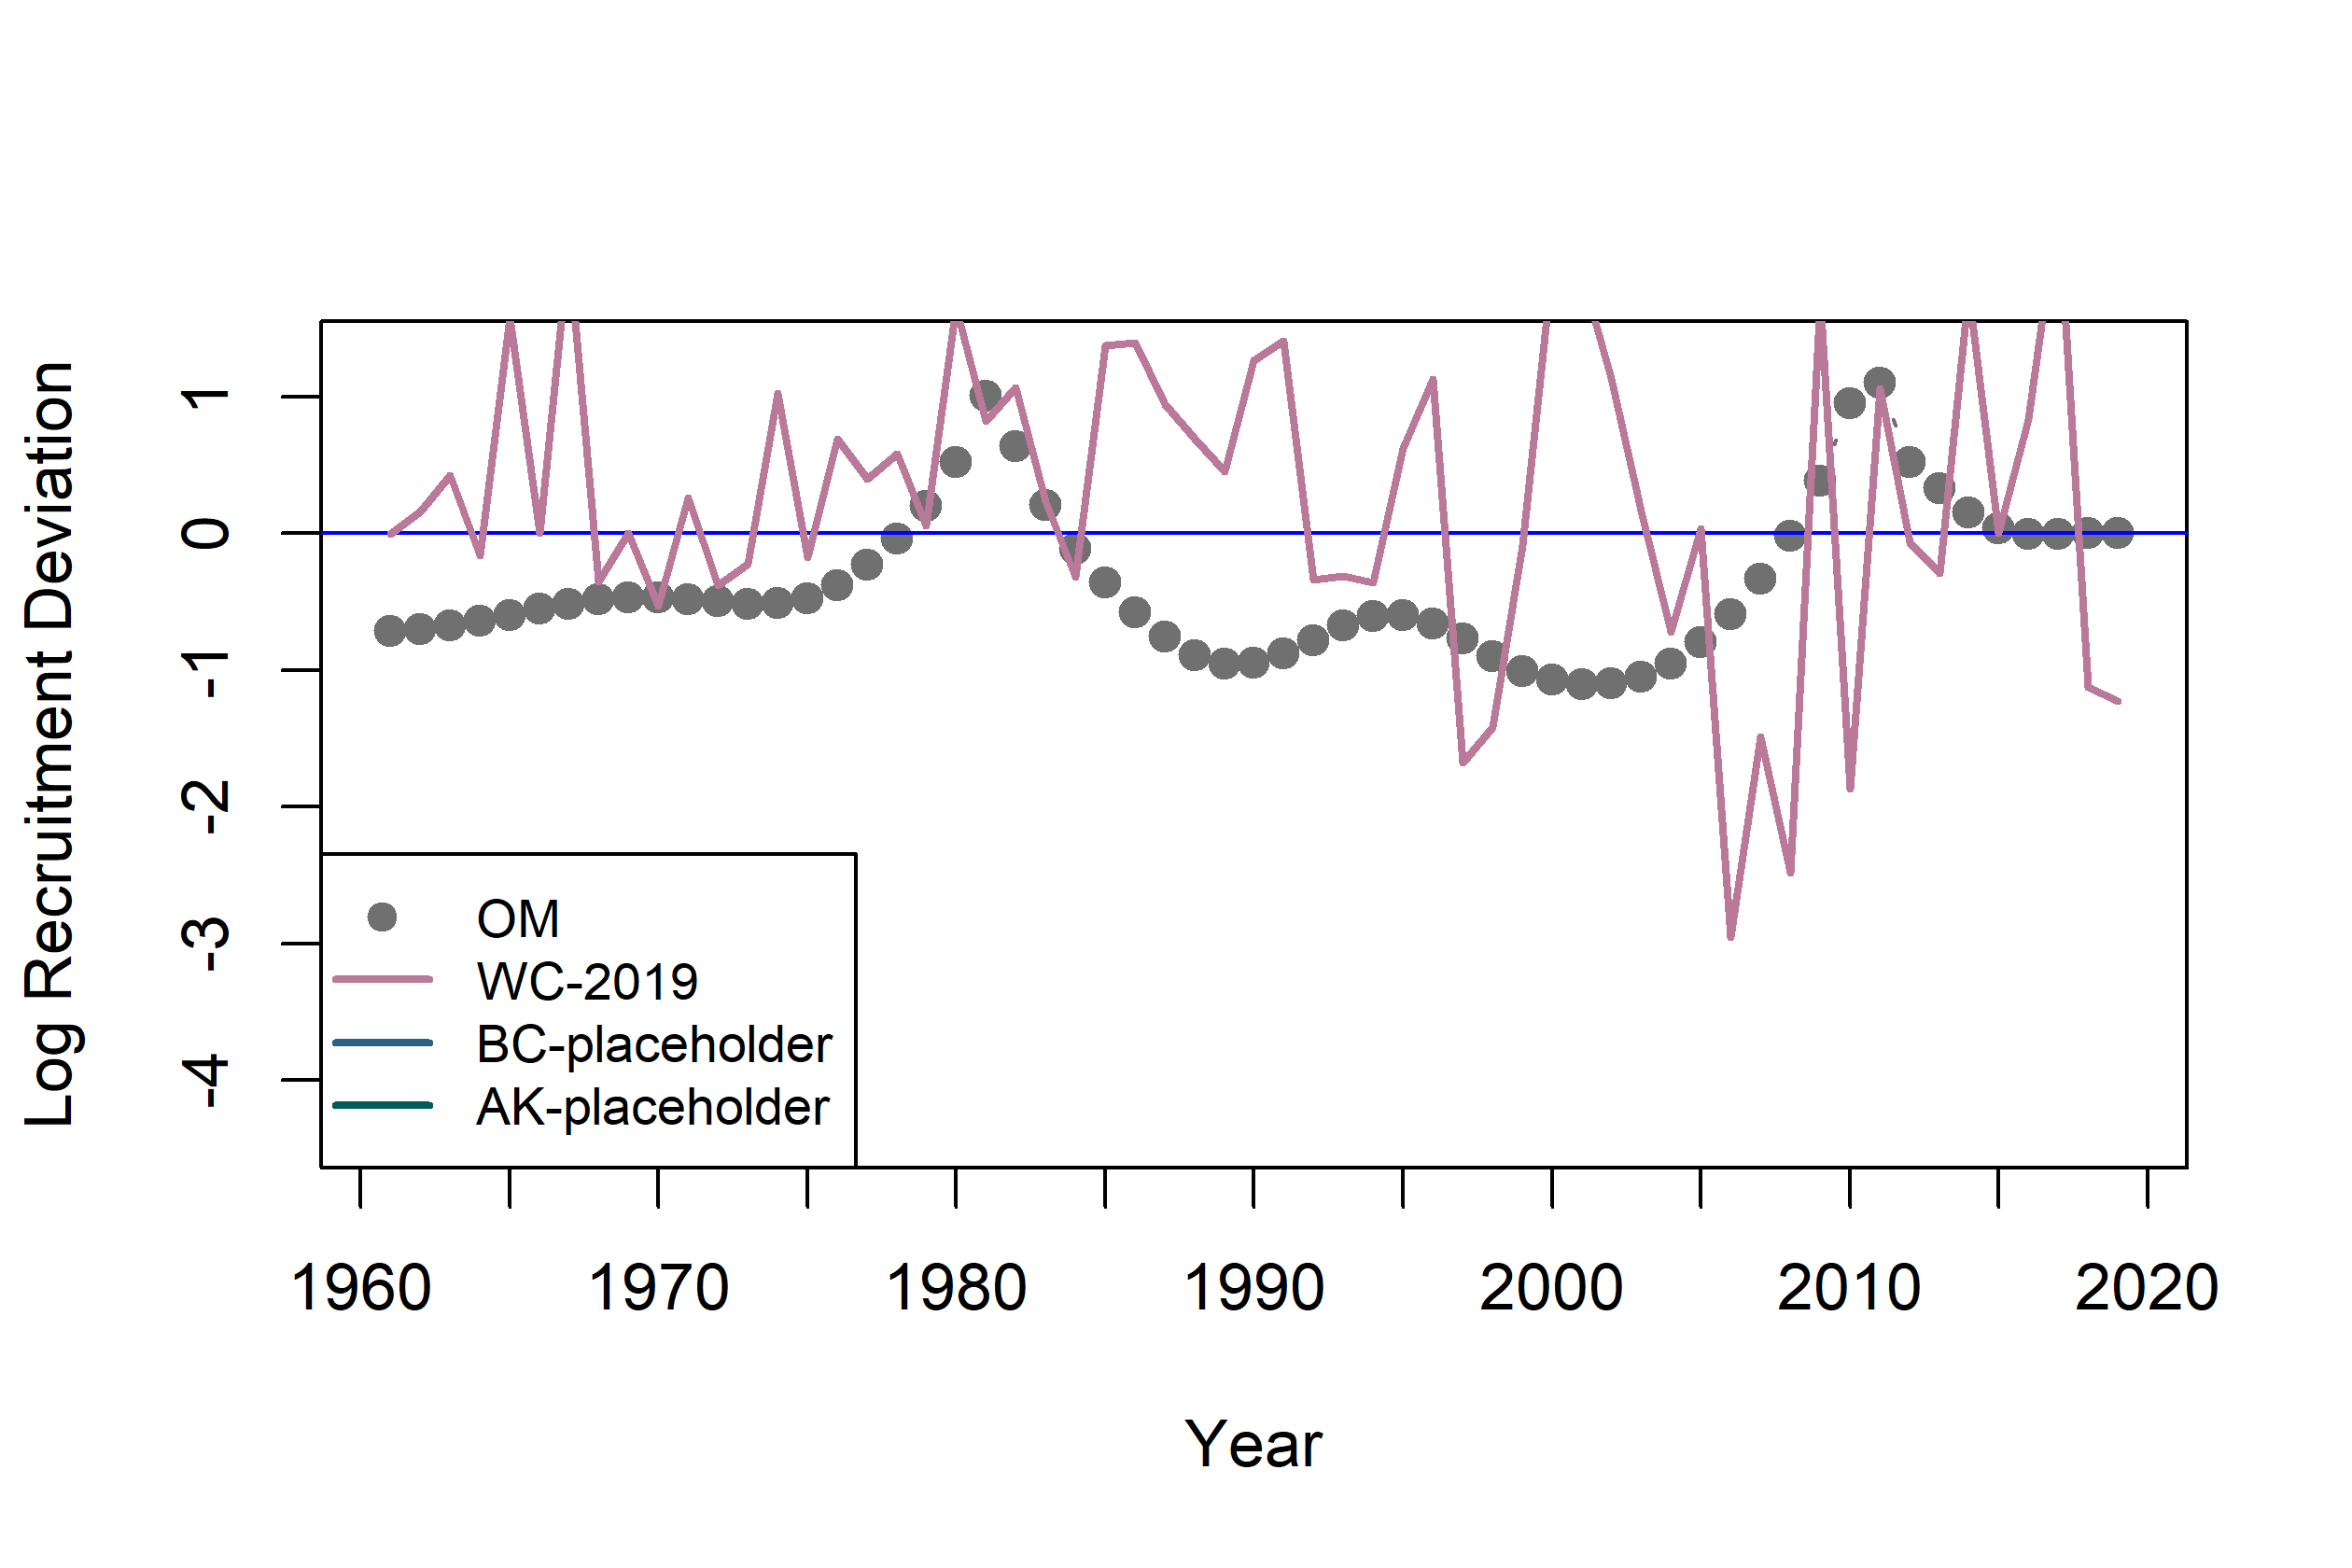 Log Recruitment Deviation
1
0
-1
-2
-3
-4
OM
WC-2019
BC-placeholder
AK-placeholder
1960 1970 1980 1990 2000 2010 2020
Year